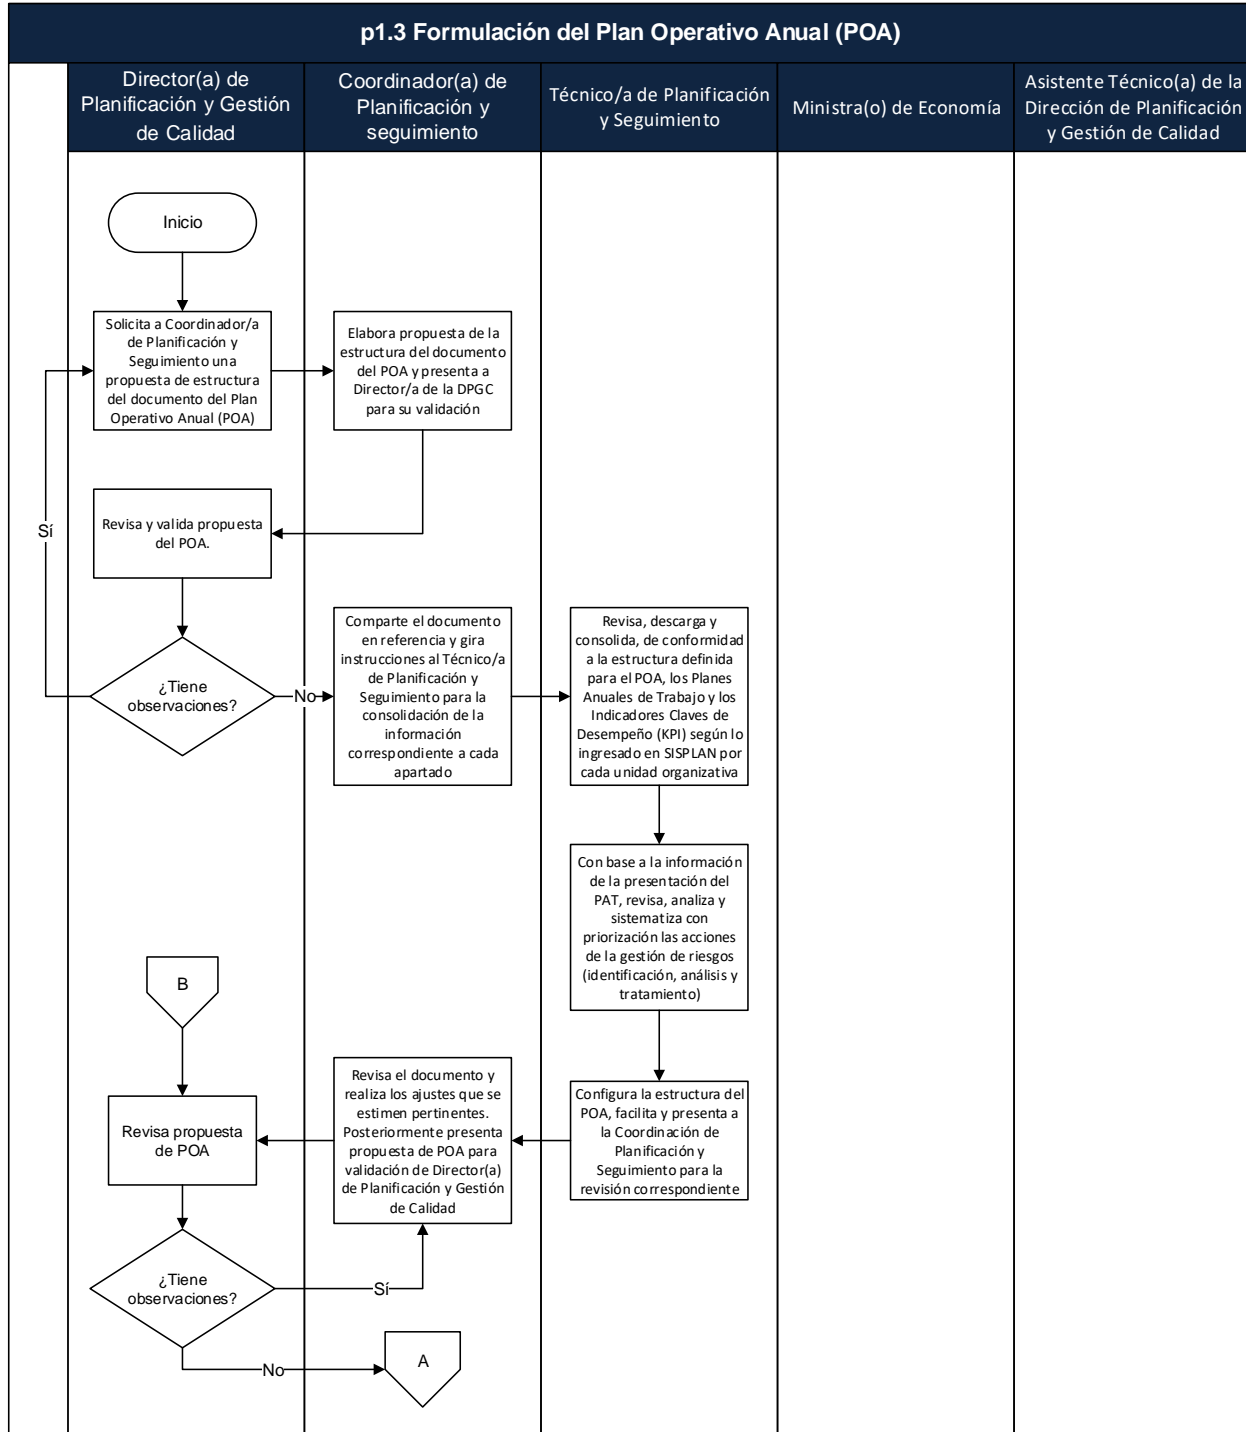 p1.3 Formulación del Plan Operativo Anual (POA)
Director(a) de
Planificación y Gestión
de Calidad
Coordinador(a) de
Planificación y
seguimiento
Técnico/a de Planificación
y Seguimiento
Ministra(o) de Economía
Asistente Técnico(a) de la
Dirección de Planificación
y Gestión de Calidad
Inicio
Solicita a Coordinador/a
de Planificación y
Seguimiento una
propuesta de estructura
del documento del Plan
Operativo Anual (POA)
Elabora propuesta de la
estructura del documento
del POA y presenta a
Director/a de la DPGC
para su validación
Revisa y valida propuesta
del POA.
Sí
¿Tiene
observaciones?
No
Comparte el documento
en referencia y gira
instrucciones al Técnico/a
de Planificación y
Seguimiento para la
consolidación de la
información
correspondiente a cada
apartado
Revisa, descarga y
consolida, de conformidad
a la estructura definida
para el POA, los Planes
Anuales de Trabajo y los
Indicadores Claves de
Desempeño (KPI) según lo
ingresado en SISPLAN por
cada unidad organizativa
Con base a la información
de la presentación del
PAT, revisa, analiza y
sistematiza con
priorización las acciones
de la gestión de riesgos
(identificación, análisis y
tratamiento)
B
Revisa propuesta
de POA
Revisa el documento y
realiza los ajustes que se
estimen pertinentes.
Posteriormente presenta
propuesta de POA para
validación de Director(a)
de Planificación y Gestión
de Calidad
Configura la estructura del
POA, facilita y presenta a
la Coordinación de
Planificación y
Seguimiento para la
revisión correspondiente
¿Tiene
observaciones?
Sí
No
A